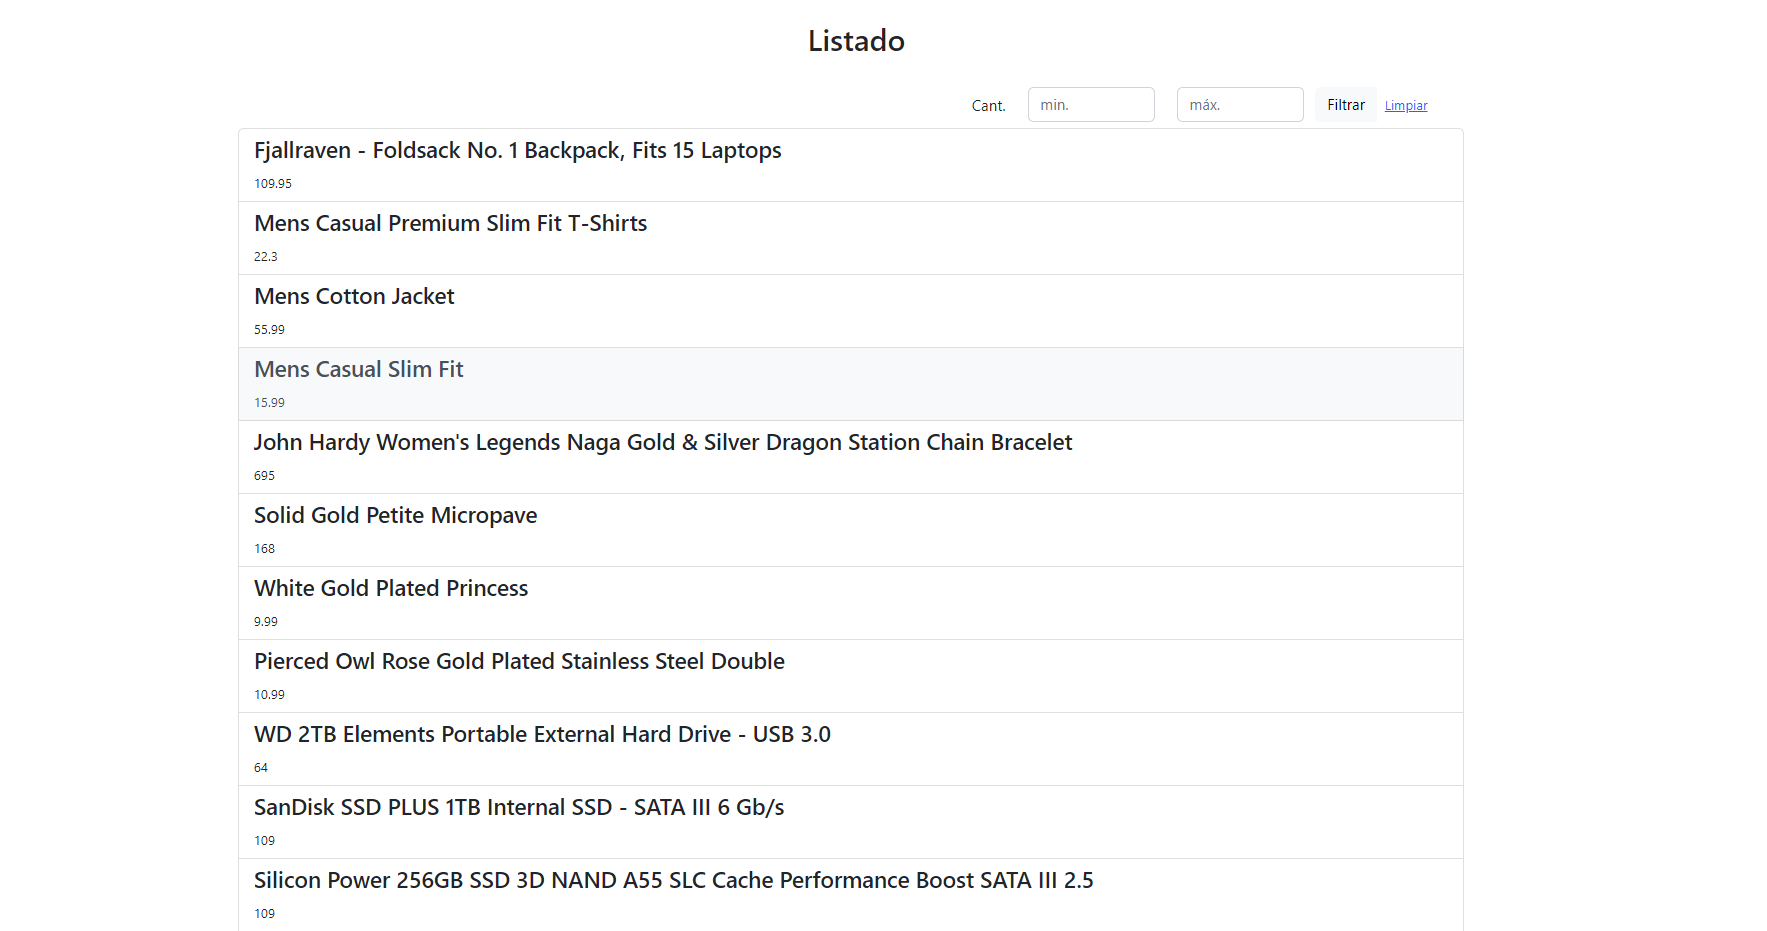 Listado
Cant. min. máx. Filtrar Limpiar
Fjallraven - Foldsack No. 1 Backpack, Fits 15 Laptops
109.95
Mens Casual Premium Slim Fit T-Shirts
22.3
Mens Cotton Jacket
55.99
Mens Casual Slim Fit
15.99
John Hardy Women's Legends Naga Gold & Silver Dragon Station Chain Bracelet
695
Solid Gold Petite Micropave
168
White Gold Plated Princess
9.99
Pierced Owl Rose Gold Plated Stainless Steel Double
10.99
WD 2TB Elements Portable External Hard Drive - USB 3.0
64
SanDisk SSD PLUS 1TB Internal SSD - SATA III 6 Gb/s
109
Silicon Power 256GB SSD 3D NAND A55 SLC Cache Performance Boost SATA III 2.5
109